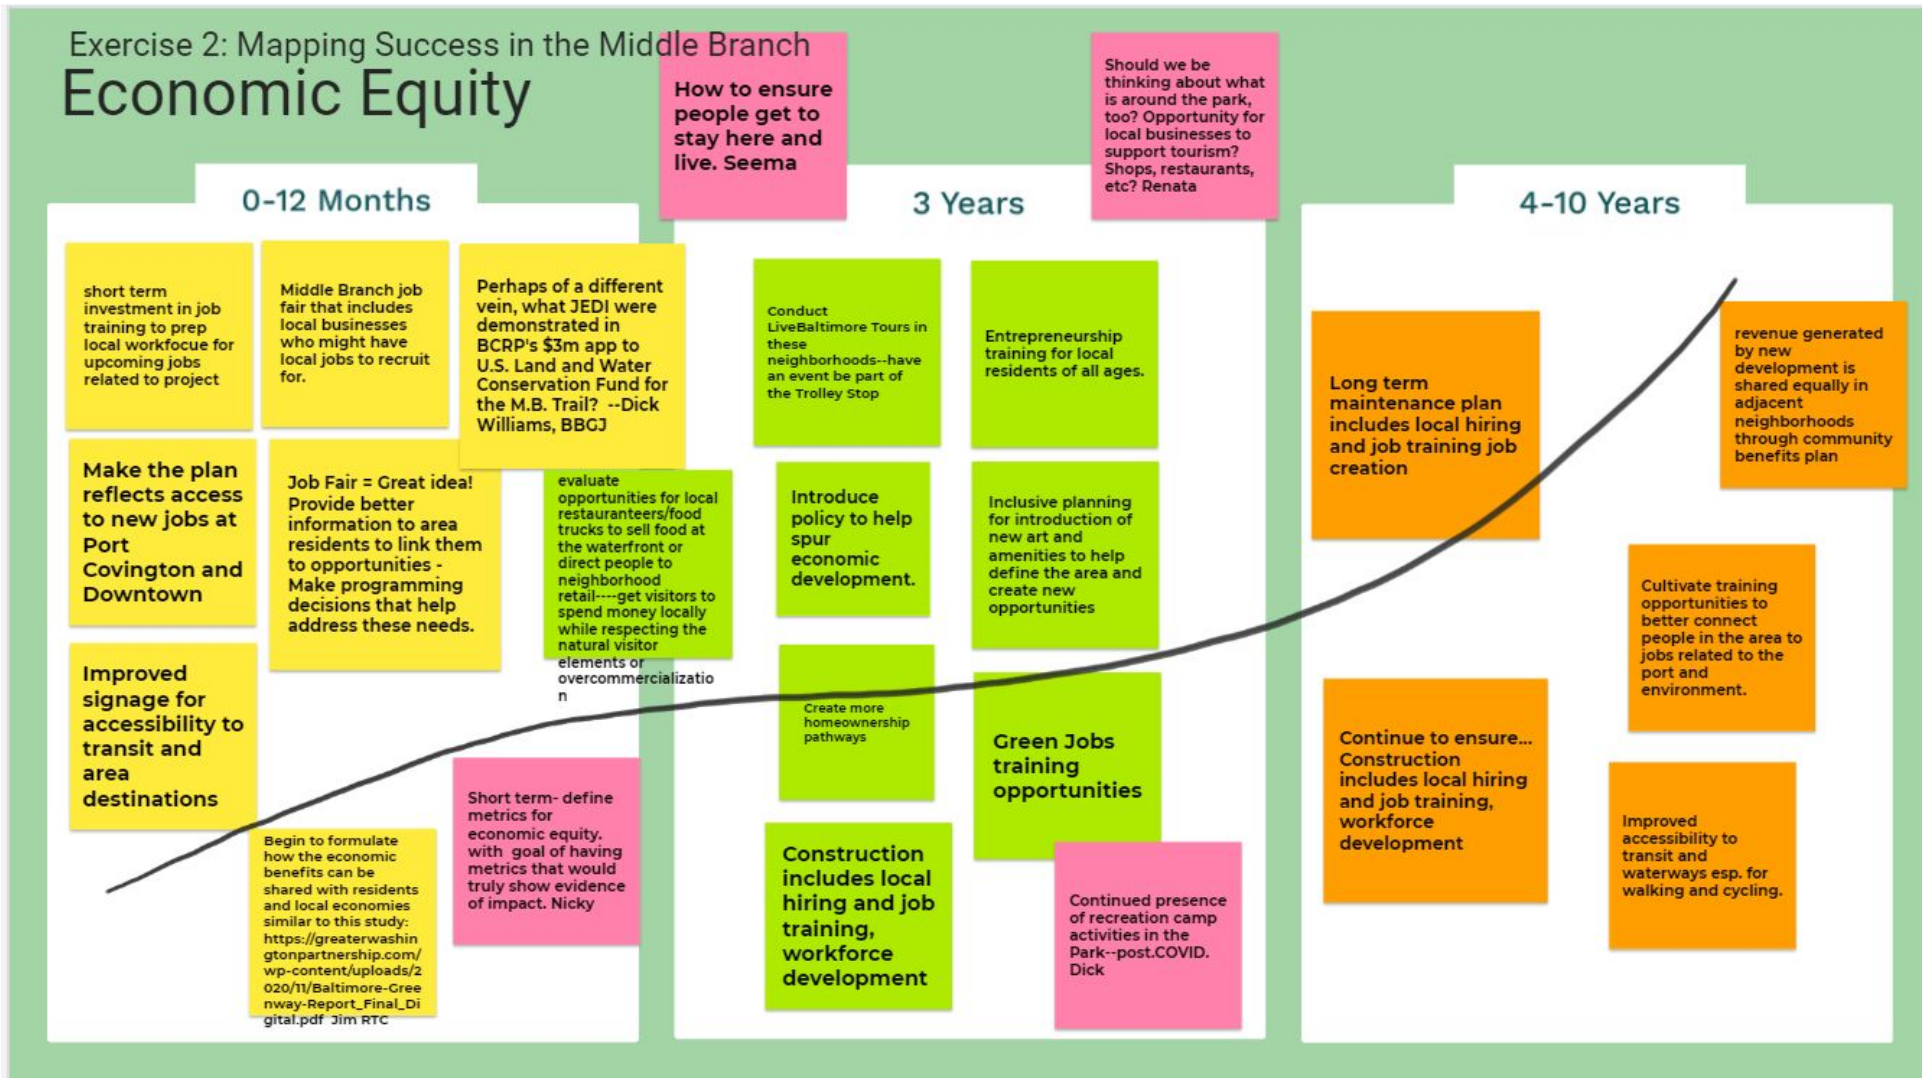 Exercise 2: Mapping Success in the Middle Branch
Economic Equity
How to ensure
people get to
stay here and
live. Seema
Should we be
thinking about what
is around the park,
too? Opportunity for
local businesses to
support tourism?
Shops, restaurants,
etc? Renata
0-12 Months
short term
investment in job
training to prep
local workfocue for
upcoming jobs
related to project
Middle Branch job
fair that includes
local businesses
who might have
local jobs to recruit
for.
Perhaps of a different
vein, what JEDI were
demonstrated in
BCRP's $3m app to
U.S. Land and Water
Conservation Fund for
the M.B. Trail? --Dick
Williams, BBGJ
Make the plan
reflects access
to new jobs at
Port
Covington and
Downtown
Job Fair = Great idea!
Provide better
information to area
residents to link them
to opportunities -
Make programming
decisions that help
address these needs.
evaluate
opportunities for local
restauranteers/food
trucks to sell food at
the waterfront or
direct people to
neighborhood
retail----get visitors to
spend money locally
while respecting the
natural visitor
elements or
overcommercializatio
n
Improved
signage for
accessibility to
transit and
area
destinations
Begin to formulate
how the economic
benefits can be
shared with residents
and local economies
similar to this study:
https://greaterwashin
gtonpartnership.com/
wp-content/uploads/2
020/11/Baltimore-Gree
nway-Report_Final_Di
gital.pdf Jim RTC
Short term- define
metrics for
economic equity.
with goal of having
metrics that would
truly show evidence
of impact. Nicky
3 Years
Conduct
LiveBaltimore Tours in
these
neighborhoods--have
an event be part of
the Trolley Stop
Entrepreneurship
training for local
residents of all ages.
Introduce
policy to help
spur
economic
development.
Inclusive planning
for introduction of
new art and
amenities to help
define the area and
create new
opportunities
Create more
homeownership
pathways
Green Jobs
training
opportunities
Construction
includes local
hiring and job
training,
workforce
development
Continued presence
of recreation camp
activities in the
Park--post.COVID.
Dick
4-10 Years
Long term
maintenance plan
includes local hiring
and job training job
creation
revenue generated
by new
development is
shared equally in
adjacent
neighborhoods
through community
benefits plan
Cultivate training
opportunities to
better connect
people in the area to
jobs related to the
port and
environment.
Continue to ensure...
Construction
includes local hiring
and job training,
workforce
development
Improved
accessibility to
transit and
waterways esp. for
walking and cycling.